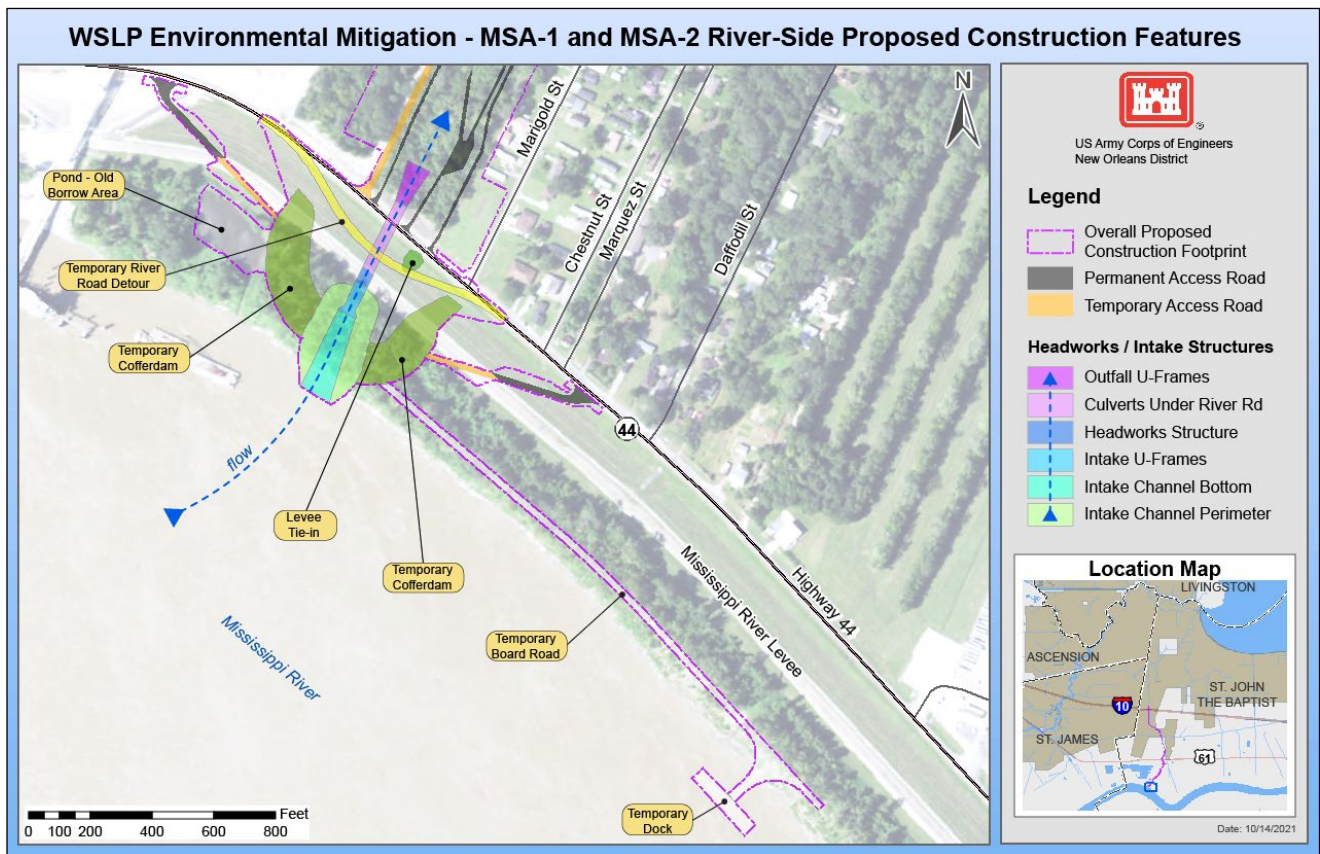 WSLP Environmental Mitigation - MSA-1 and MSA-2 River-Side Proposed Construction Features
N
Marigold St
Chestnut St
Marquez St
Daffodil St
Pond - Old
Borrow Area
Temporary River
Road Detour
Temporary
Cofferdam
44
flow
Levee
Tie-in
Temporary
Cofferdam
Mississippi River
Temporary
Board Road
Mississippi River Levee
Highway 44
Temporary
Dock
Feet
0 100 200 400 600 800
US Army Corps of Engineers
New Orleans District
®
Legend
Overall Proposed
Construction Footprint
Permanent Access Road
Temporary Access Road
Headworks / Intake Structures
Outfall U-Frames
Culverts Under River Rd
Headworks Structure
Intake U-Frames
Intake Channel Bottom
Intake Channel Perimeter
Location Map
LIVINGSTON
ASCENSION
ST. JOHN
THE BAPTIST
10
ST. JAMES
61
Date: 10/14/2021